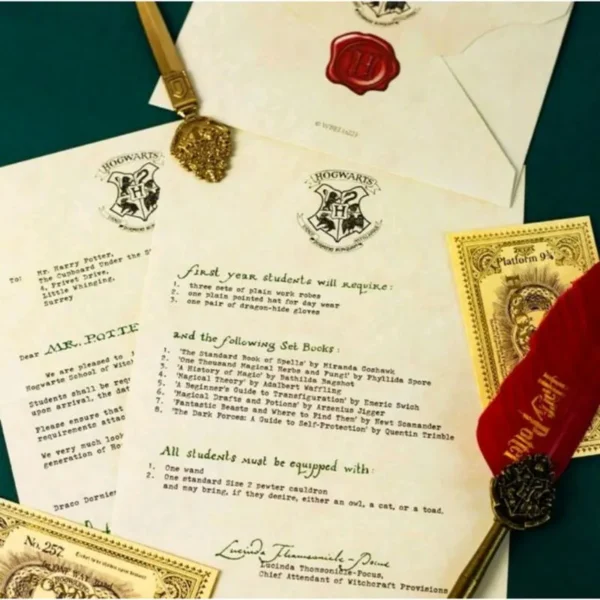 H
© WBEI
HOGWARTS
H
To: Mr. Harry Potter,
The Cupboard Under the
4, Privet Drive,
Little Whinging,
Surrey
Dear MR. POTTE
We are pleased to
Hogwarts School of Witc
Students shall be req
upon arrival, the dat
Please ensure that
requirements attac
We very much loo
generation of Ho
HOGWARTS
H
first year students will require:
1. three sets of plain work robes
2. one plain pointed hat for day wear
3. one pair of dragon-hide gloves
and the following Set Books:
1. 'The Standard Book of Spells' by Miranda Goshawk
2. 'One Thousand Magical Herbs and Fungi' by Phyllida Spore
3. 'A History of Magic' by Bathilda Bagshot
4. 'Magical Theory' by Adalbert Waffling
5. 'A Beginner's Guide to Transfiguration' by Emeric Swich
6. 'Magical Drafts and Potions' by Arsenius Jigger
7. 'Fantastic Beasts and Where to Find Them' by Newt Scamander
8. 'The Dark Forces: A Guide to Self-Protection' by Quentin Trimble
All students must be equipped with:
1. One wand
2. One standard Size 2 pewter cauldron
and may bring, if they desire, either an owl, a cat, or a toad.
Lucinda Thomsonicle-Focus,
Chief Attendant of Witchcraft Provisions
Platform 9¾
Harry Potter
No. 257